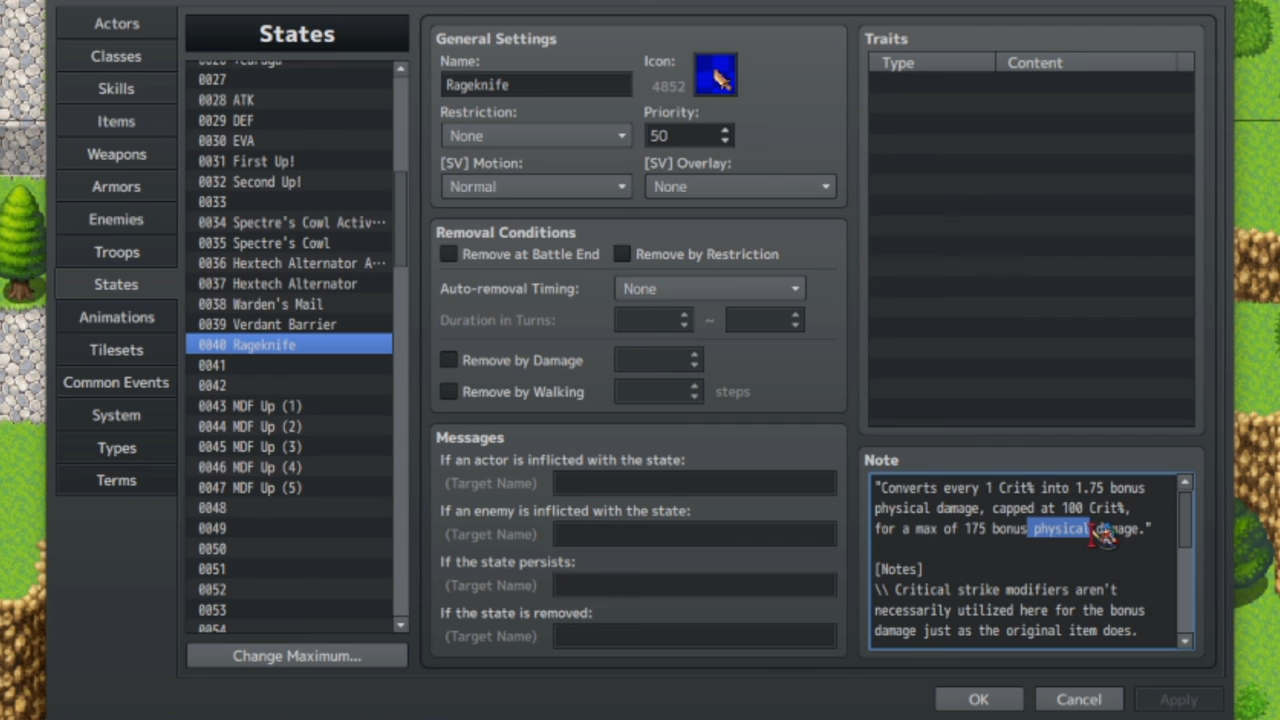 Actors
Classes
Skills
Items
Weapons
Armors
Enemies
Troops
States
Animations
Tilesets
Common Events
System
Types
Terms
States
0027
0028 ATK
0029 DEF
0030 EVA
0031 First Up!
0032 Second Up!
0033
0034 Spectre's Cowl Activ···
0035 Spectre's Cowl
0036 Hextech Alternator A···
0037 Hextech Alternator
0038 Warden's Mail
0039 Verdant Barrier
0040 Rageknife
0041
0042
0043 MDF Up (1)
0044 MDF Up (2)
0045 MDF Up (3)
0046 MDF Up (4)
0047 MDF Up (5)
0048
0049
0050
0051
0052
0053
0054
Change Maximum...
General Settings
Name:
Icon:
Rageknife
4852
Restriction:
Priority:
None
50
[SV] Motion:
[SV] Overlay:
Normal
None
Removal Conditions
Remove at Battle End
Remove by Restriction
Auto-removal Timing:
None
Duration in Turns:
~
Remove by Damage
Remove by Walking
steps
Messages
If an actor is inflicted with the state:
(Target Name)
If an enemy is inflicted with the state:
(Target Name)
If the state persists:
(Target Name)
If the state is removed:
(Target Name)
Traits
Type
Content
Note
"Converts every 1 Crit% into 1.75 bonus
physical damage, capped at 100 Crit%,
for a max of 175 bonus physical damage."
[Notes]
\\ Critical strike modifiers aren't
necessarily utilized here for the bonus
damage just as the original item does.
OK
Cancel
Apply